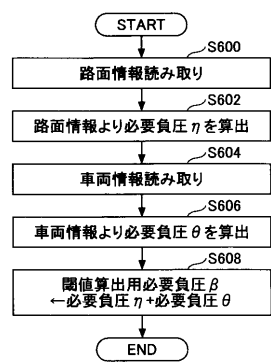 START
S600
路面情報読み取り
S602
路面情報より必要負圧ηを算出
S604
車両情報読み取り
S606
車両情報より必要負圧θを算出
S608
閾値算出用必要負圧β
←必要負圧η+必要負圧θ
END